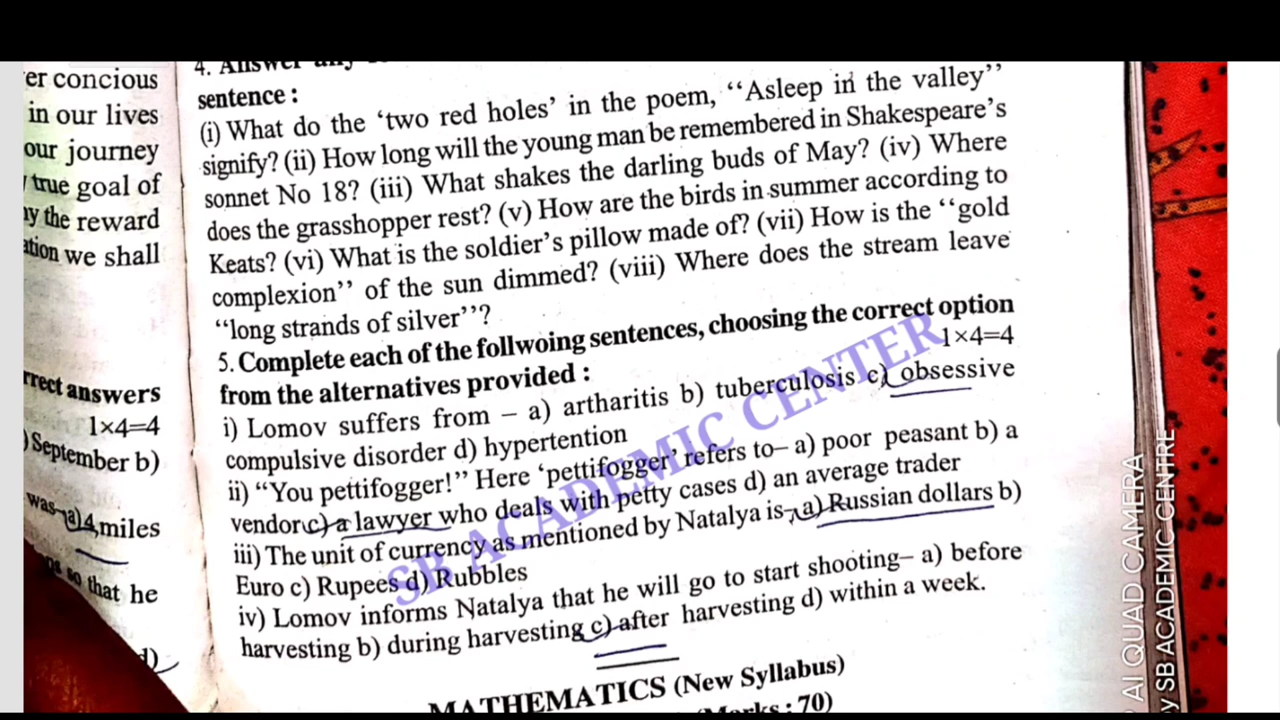 er concious
in our lives
our journey
true goal of
y the reward
ation we shall
rrect answers
1×4=4
) September b)
was a) 4 miles
so that he
d)
4. Answer any
sentence :
(i) What do the ‘two red holes’ in the poem, ‘‘Asleep in the valley’’
signify? (ii) How long will the young man be remembered in Shakespeare’s
sonnet No 18? (iii) What shakes the darling buds of May? (iv) Where
does the grasshopper rest? (v) How are the birds in summer according to
Keats? (vi) What is the soldier’s pillow made of? (vii) How is the ‘‘gold
complexion’’ of the sun dimmed? (viii) Where does the stream leave
‘‘long strands of silver’’?
5. Complete each of the follwoing sentences, choosing the correct option
from the alternatives provided : 1×4=4
i) Lomov suffers from – a) artharitis b) tuberculosis c) obsessive
compulsive disorder d) hypertention
ii) “You pettifogger!” Here ‘pettifogger’ refers to– a) poor peasant b) a
vendor c) a lawyer who deals with petty cases d) an average trader
iii) The unit of currency as mentioned by Natalya is– a) Russian dollars b)
Euro c) Rupees d) Rubbles
iv) Lomov informs Natalya that he will go to start shooting– a) before
harvesting b) during harvesting c) after harvesting d) within a week.
MATHEMATICS (New Syllabus)
(Marks : 70)
SB ACADEMIC CENTER
AI QUAD CAMERA
y SB ACADEMIC CENTRE